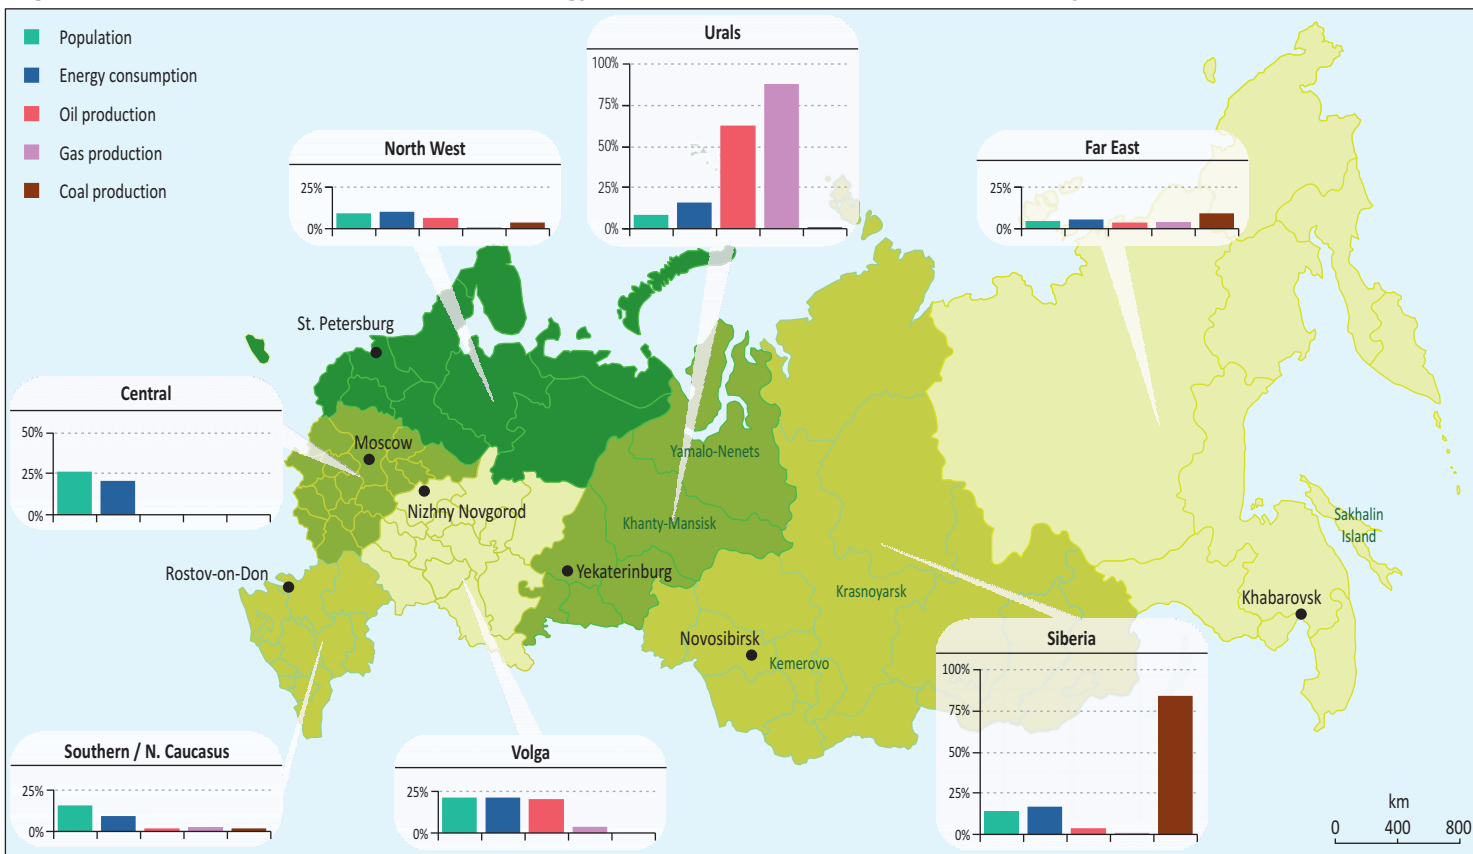 Population
Energy consumption
Oil production
Gas production
Coal production
Urals
100%
75%
50%
25%
0%
North West
25%
0%
Far East
25%
0%
St. Petersburg
Central
50%
25%
0%
Moscow
Yamalo-Nenets
Nizhny Novgorod
Khanty-Mansisk
Sakhalin
Island
Rostov-on-Don
Yekaterinburg
Krasnoyarsk
Khabarovsk
Novosibirsk
Kemerovo
Siberia
100%
75%
50%
25%
0%
Southern / N. Caucasus
25%
0%
Volga
25%
0%
km
0 400 800